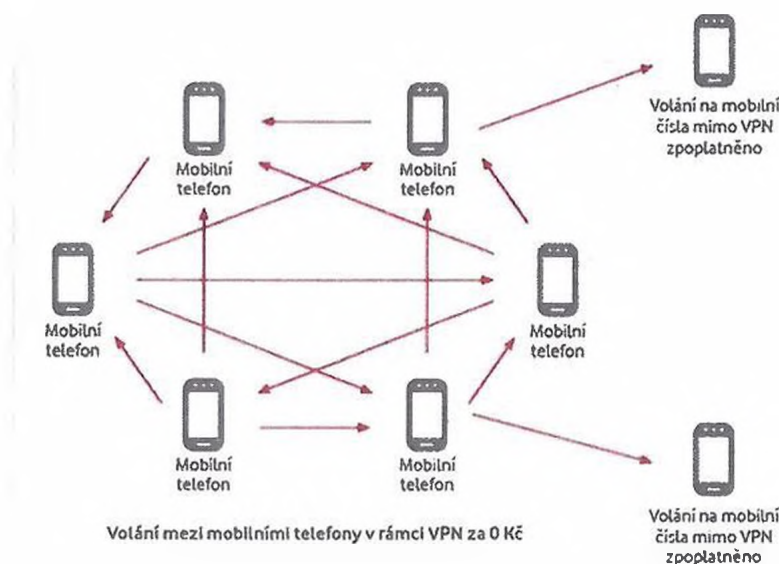 Volání na mobilní
čísla mimo VPN
zpoplatněno
Mobilní
telefon
Mobilní
telefon
Mobilní
telefon
Mobilní
telefon
Mobilní
telefon
Mobilní
telefon
Volání mezi mobilními telefony v rámci VPN za 0 Kč
Volání na mobilní
čísla mimo VPN
zpoplatněno